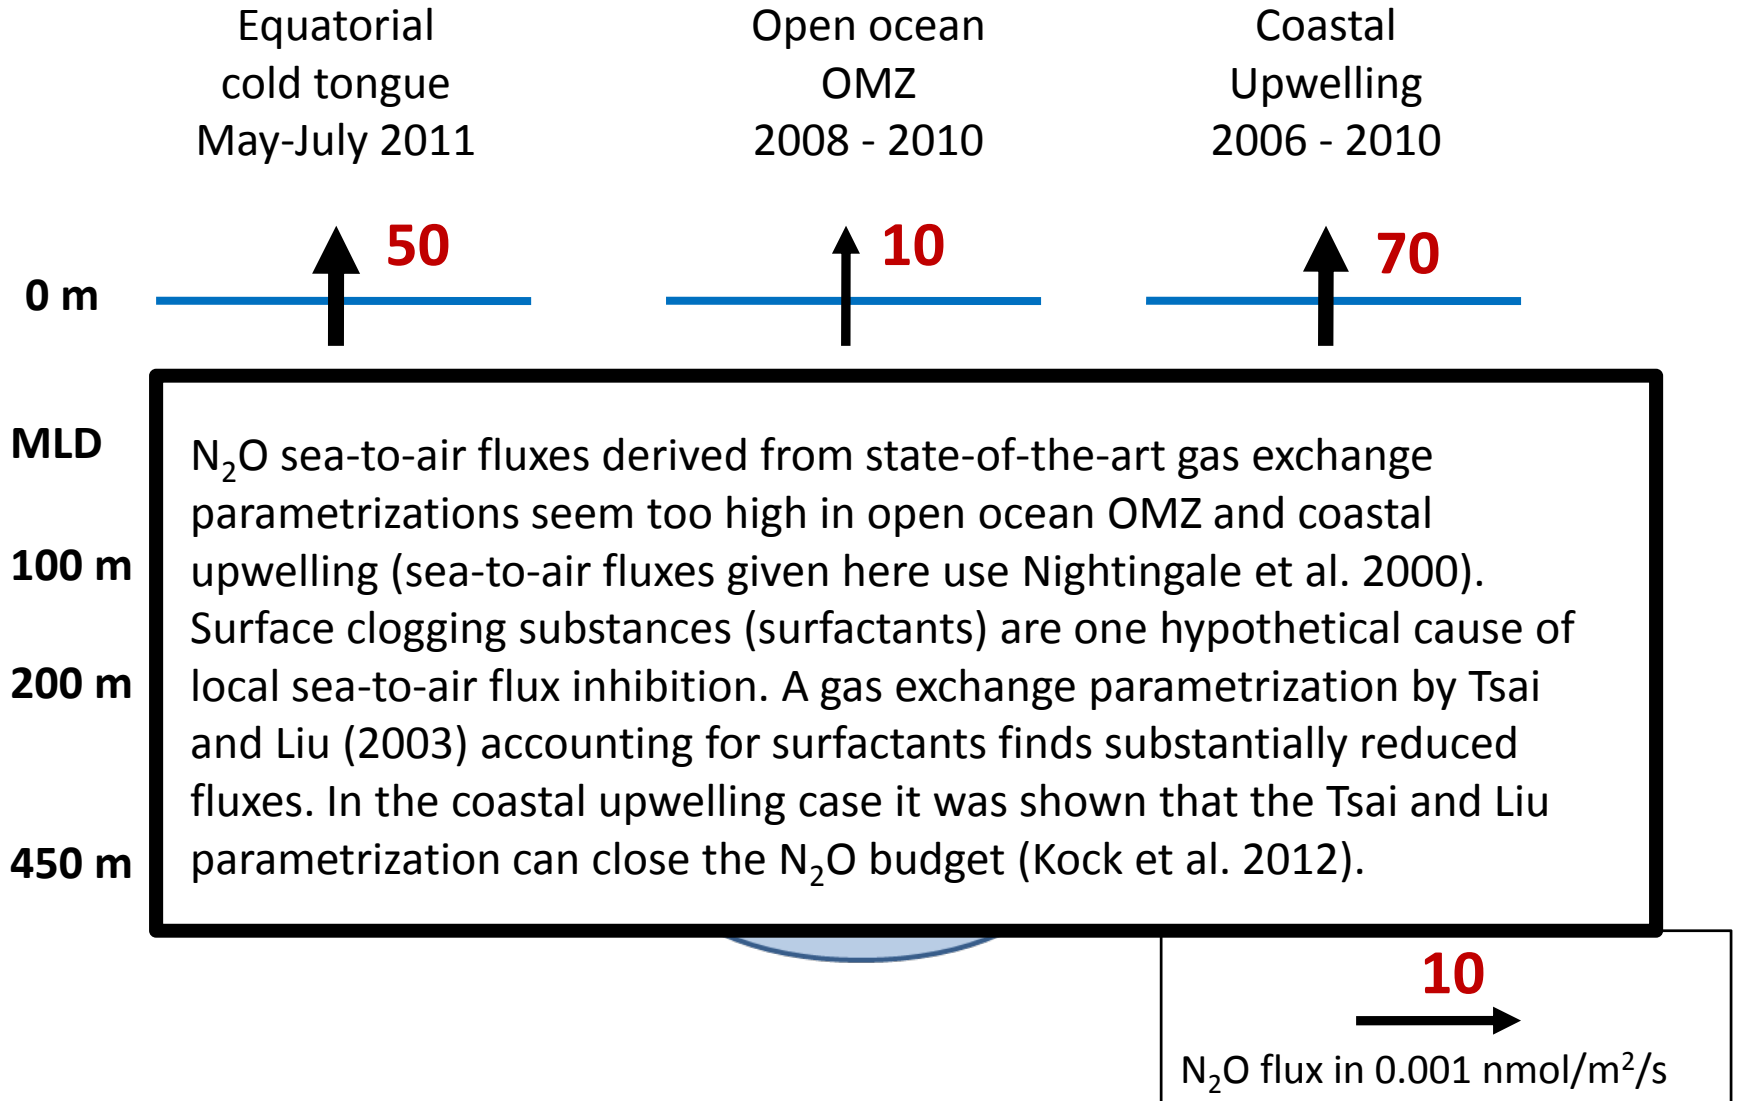 Equatorial
cold tongue
May-July 2011
Open ocean
OMZ
2008 - 2010
Coastal
Upwelling
2006 - 2010
50
10
70
0 m
MLD
100 m
200 m
450 m
N₂O sea-to-air fluxes derived from state-of-the-art gas exchange
parametrizations seem too high in open ocean OMZ and coastal
upwelling (sea-to-air fluxes given here use Nightingale et al. 2000).
Surface clogging substances (surfactants) are one hypothetical cause of
local sea-to-air flux inhibition. A gas exchange parametrization by Tsai
and Liu (2003) accounting for surfactants finds substantially reduced
fluxes. In the coastal upwelling case it was shown that the Tsai and Liu
parametrization can close the N₂O budget (Kock et al. 2012).
10
N₂O flux in 0.001 nmol/m²/s